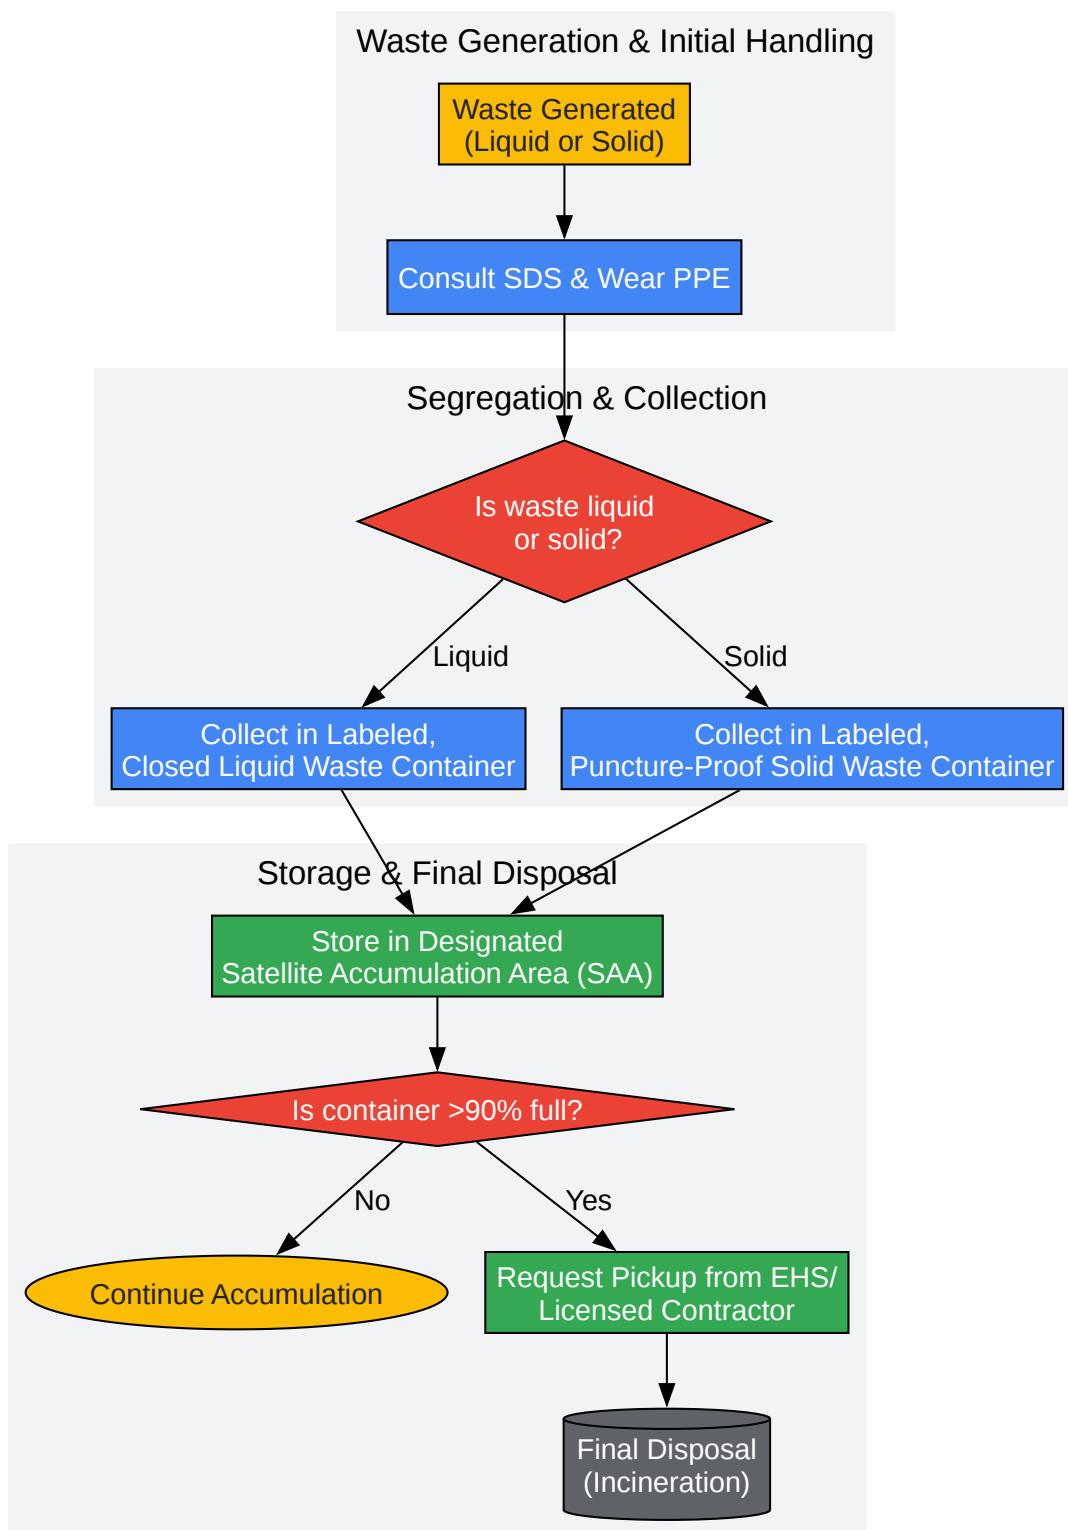 Waste Generation & Initial Handling
Waste Generated
(Liquid or Solid)
Consult SDS & Wear PPE
Segregation & Collection
Is waste liquid
or solid?
Liquid
Solid
Collect in Labeled,
Closed Liquid Waste Container
Collect in Labeled,
Puncture-Proof Solid Waste Container
Storage & Final Disposal
Store in Designated
Satellite Accumulation Area (SAA)
Is container >90% full?
No
Yes
Continue Accumulation
Request Pickup from EHS/
Licensed Contractor
Final Disposal
(Incineration)